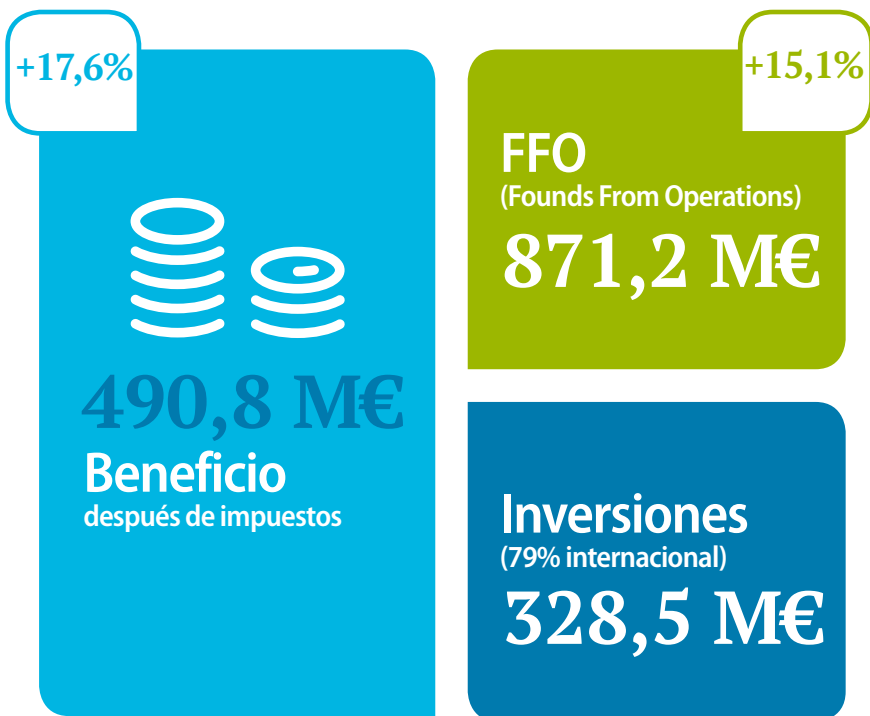 +17,6%
490,8 M€
Beneficio
después de impuestos
+15,1%
FFO
(Founds From Operations)
871,2 M€
Inversiones
(79% internacional)
328,5 M€